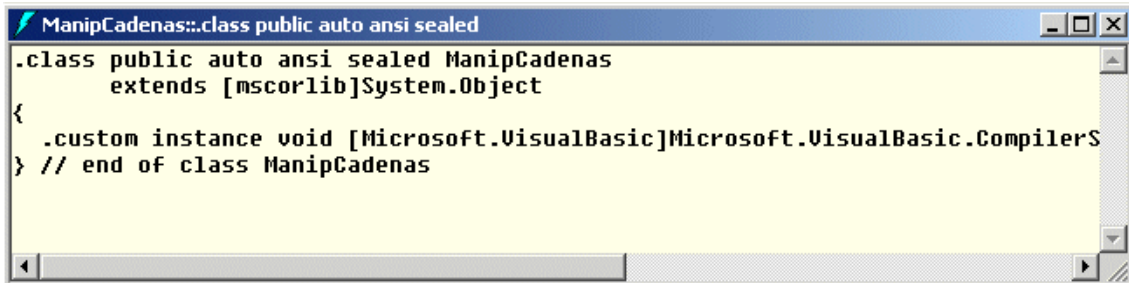 ManipCadenas::.class public auto ansi sealed
.class public auto ansi sealed ManipCadenas
extends [mscorlib]System.Object
{
.custom instance void [Microsoft.VisualBasic]Microsoft.VisualBasic.CompilerS
} // end of class ManipCadenas